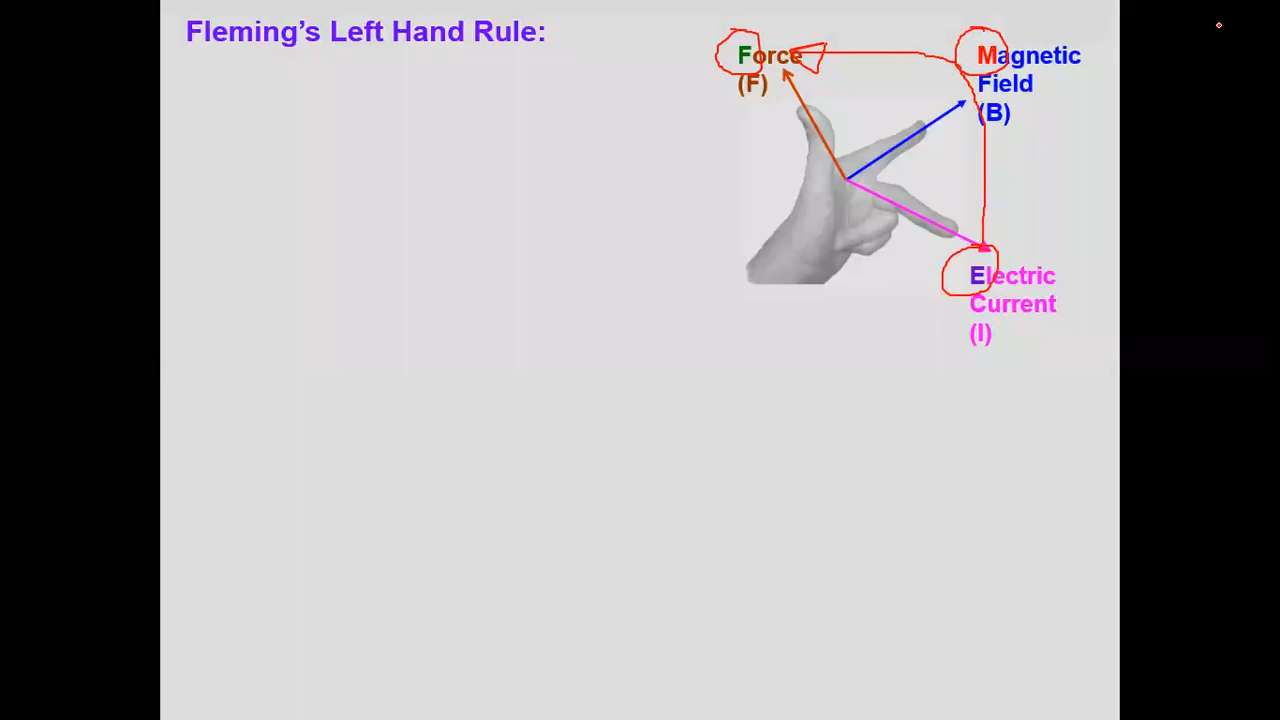 Fleming’s Left Hand Rule:
Force
(F)
Magnetic
Field
(B)
Electric
Current
(I)